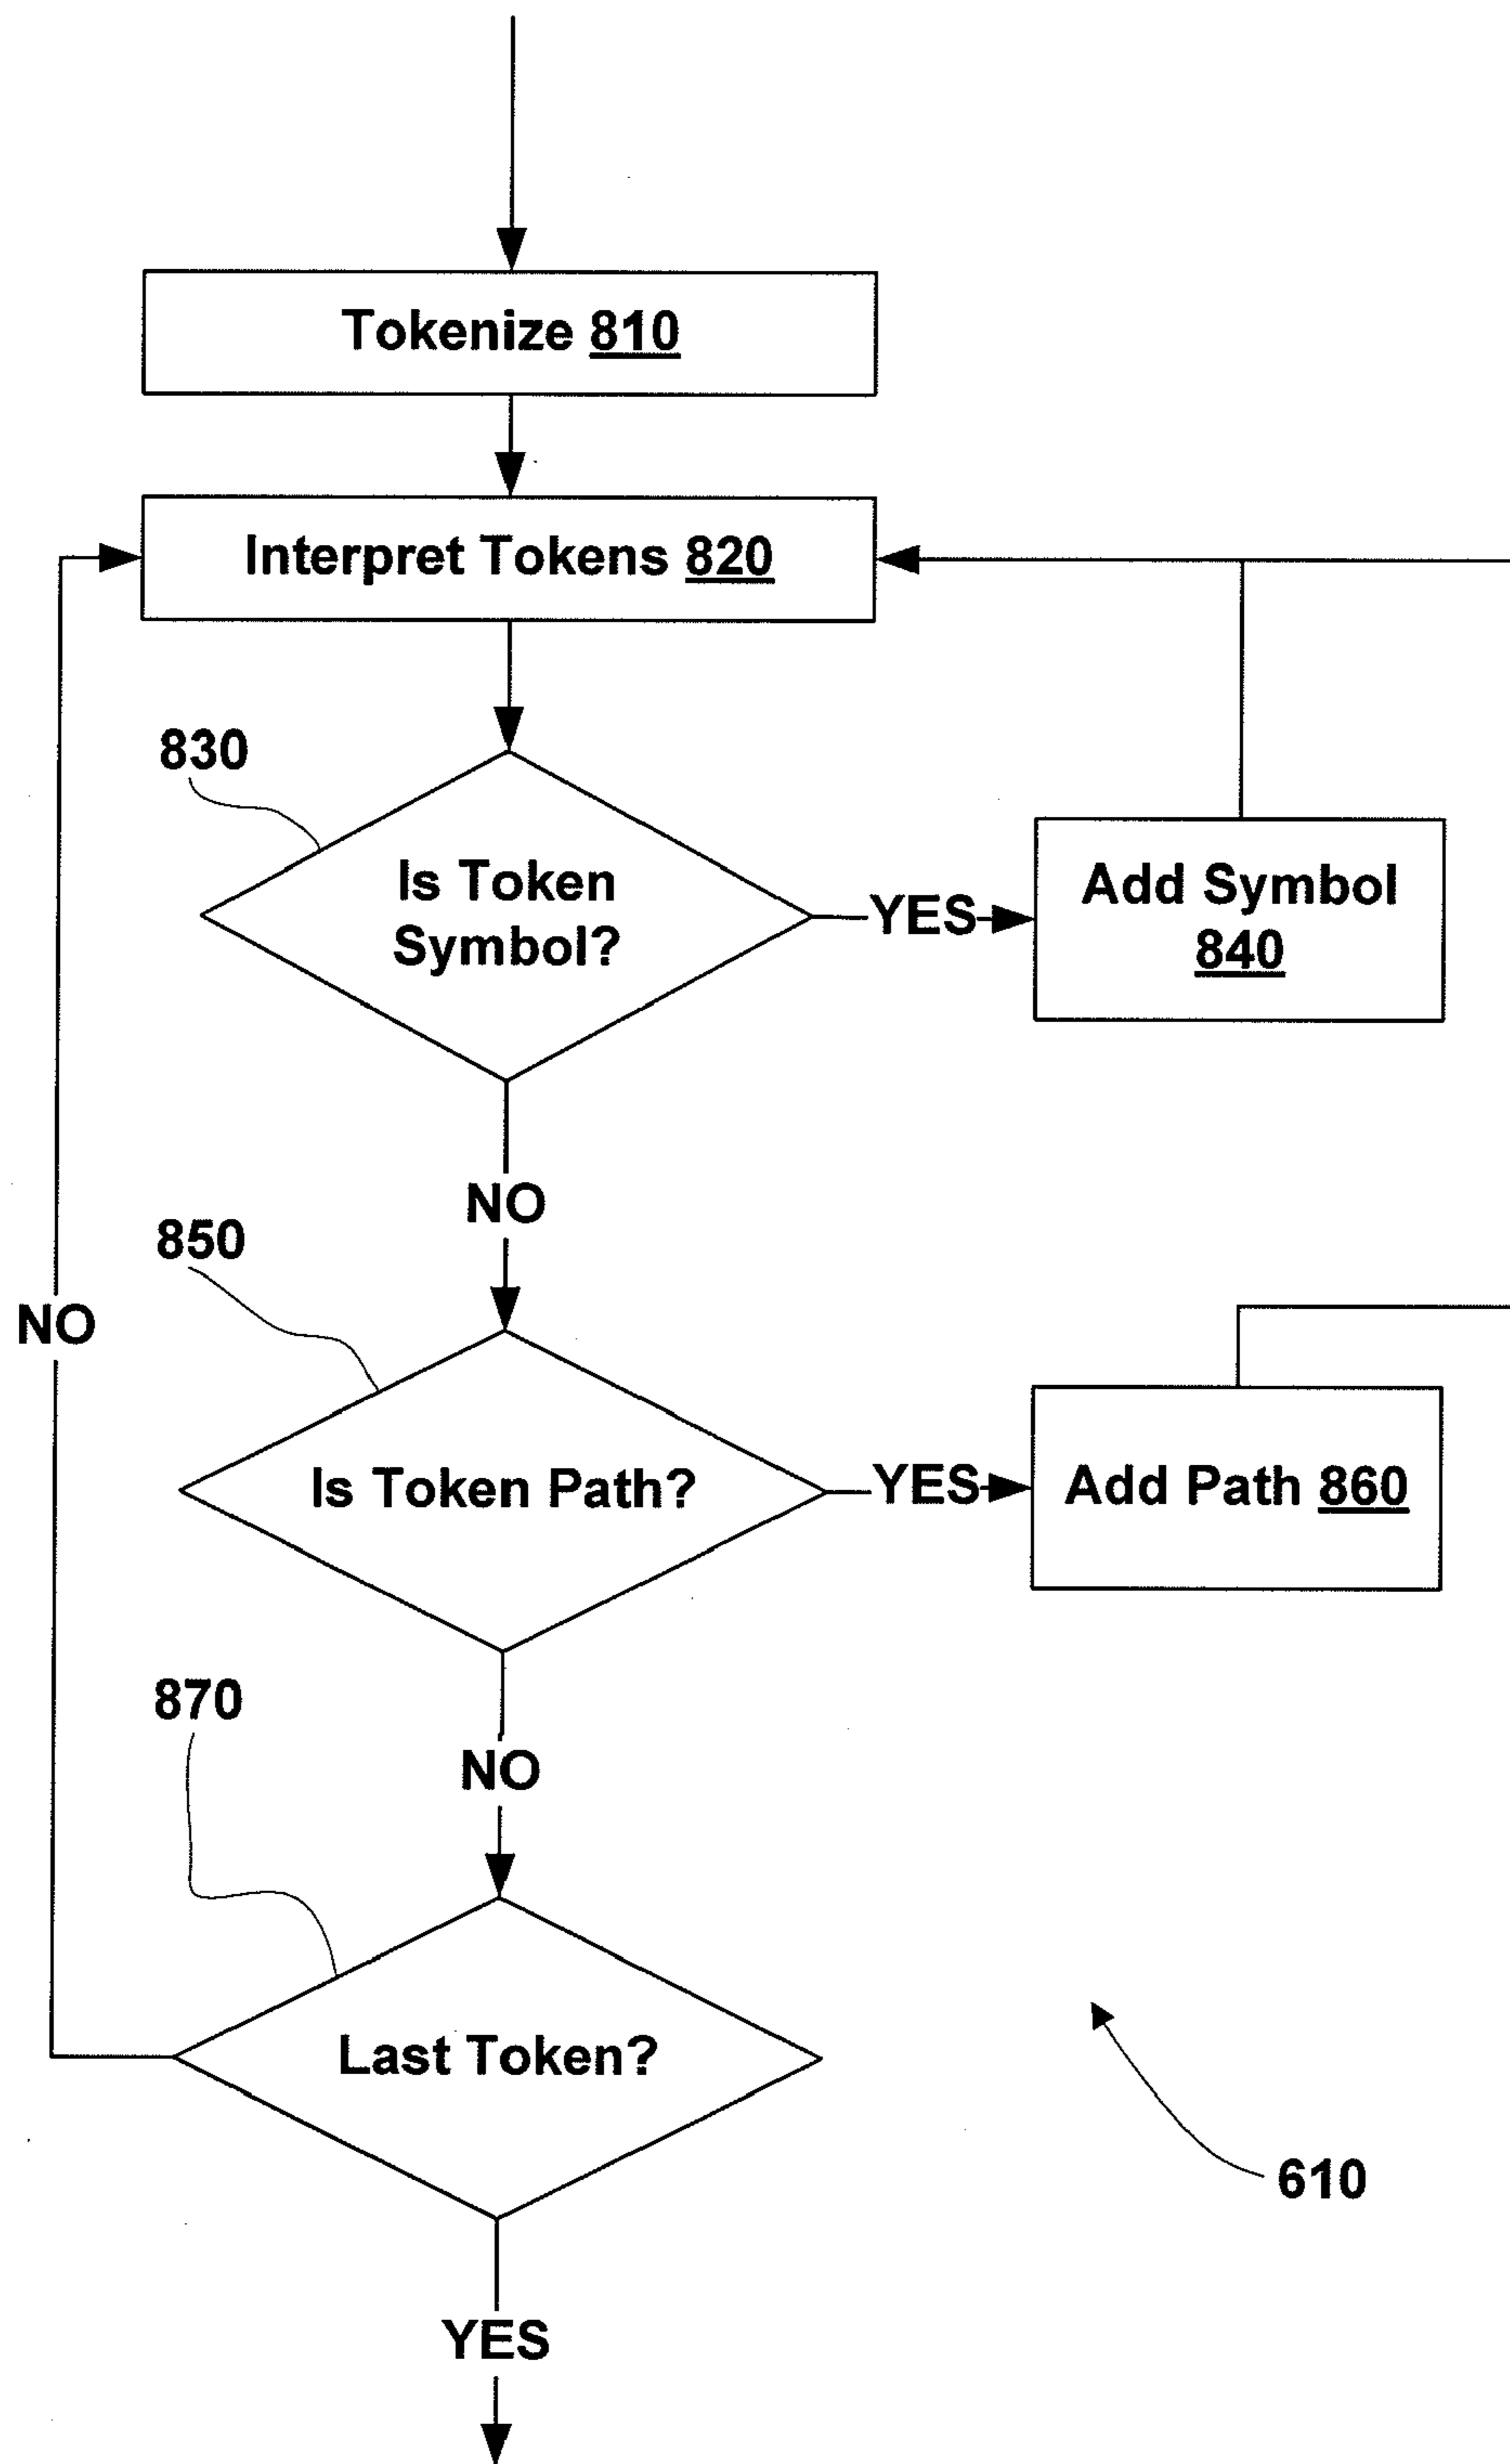 Tokenize 810
Interpret Tokens 820
830
Is Token
Symbol?
YES
Add Symbol
840
NO
850
NO
Is Token Path?
YES
Add Path 860
870
NO
Last Token?
610
YES